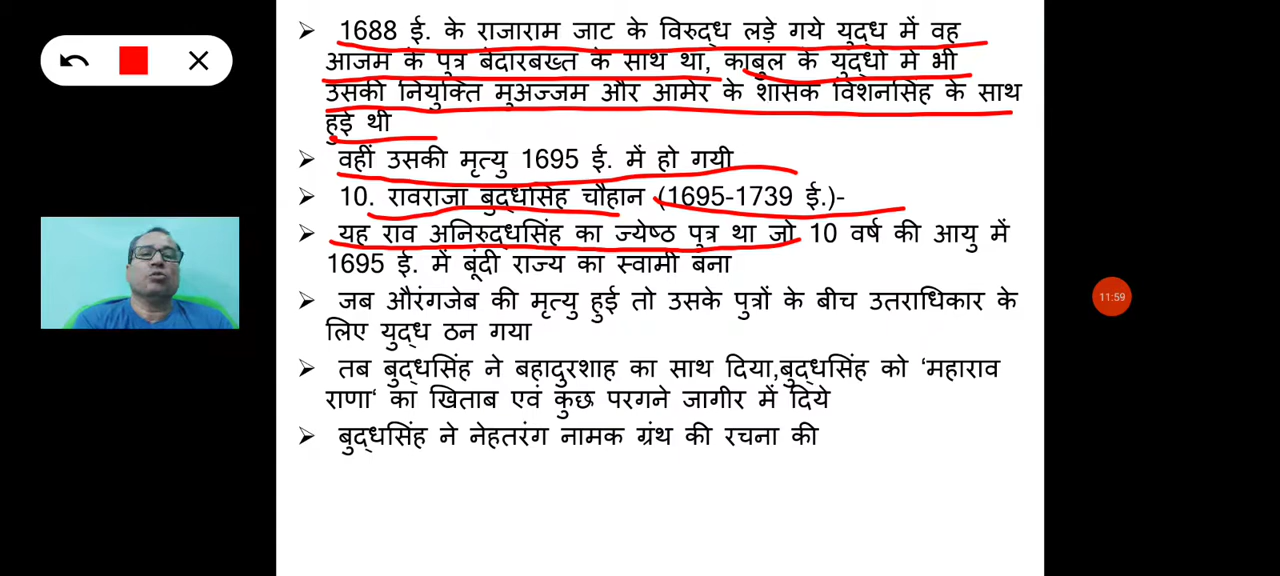 ➢ 1688 ई. के राजाराम जाट के विरुद्ध लड़े गये युद्ध में वह
आजम के पुत्र बेदारबख्त के साथ था, काबुल के युद्धो मे भी
उसकी नियुक्ति मुअज्जम और आमेर के शासक विशनसिंह के साथ
हुई थी
➢ वहीं उसकी मृत्यु 1695 ई. में हो गयी
➢ 10. रावराजा बुद्धसिंह चौहान (1695-1739 ई.)-
➢ यह राव अनिरुद्धसिंह का ज्येष्ठ पुत्र था जो 10 वर्ष की आयु में
1695 ई. में बूंदी राज्य का स्वामी बना
➢ जब औरंगजेब की मृत्यु हुई तो उसके पुत्रों के बीच उतराधिकार के
लिए युद्ध ठन गया
➢ तब बुद्धसिंह ने बहादुरशाह का साथ दिया,बुद्धसिंह को ‘महाराव
राणा‘ का खिताब एवं कुछ परगने जागीर में दिये
➢ बुद्धसिंह ने नेहतरंग नामक ग्रंथ की रचना की
11:59